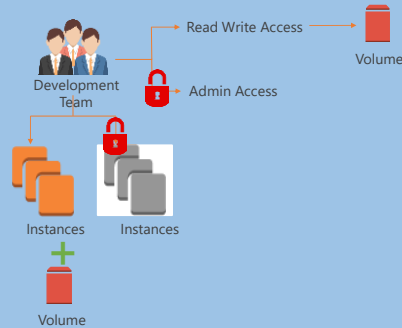 Read Write Access
Volume
Development
Team
Admin Access
Instances
Instances
Volume